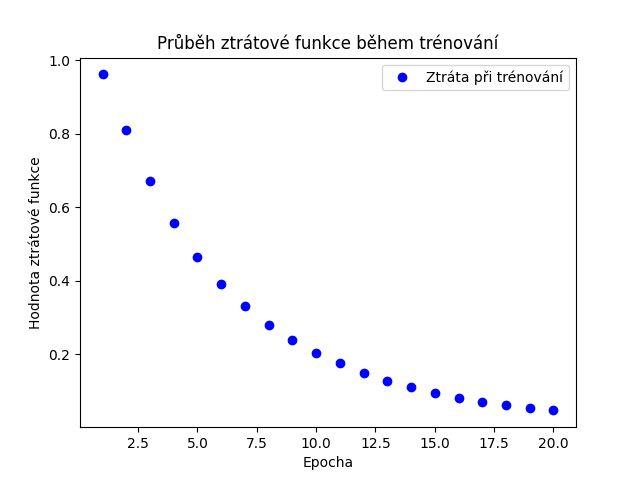 Průběh ztrátové funkce během trénování
Ztráta při trénování
Hodnota ztrátové funkce
1.0
0.8
0.6
0.4
0.2
2.5 5.0 7.5 10.0 12.5 15.0 17.5 20.0
Epocha